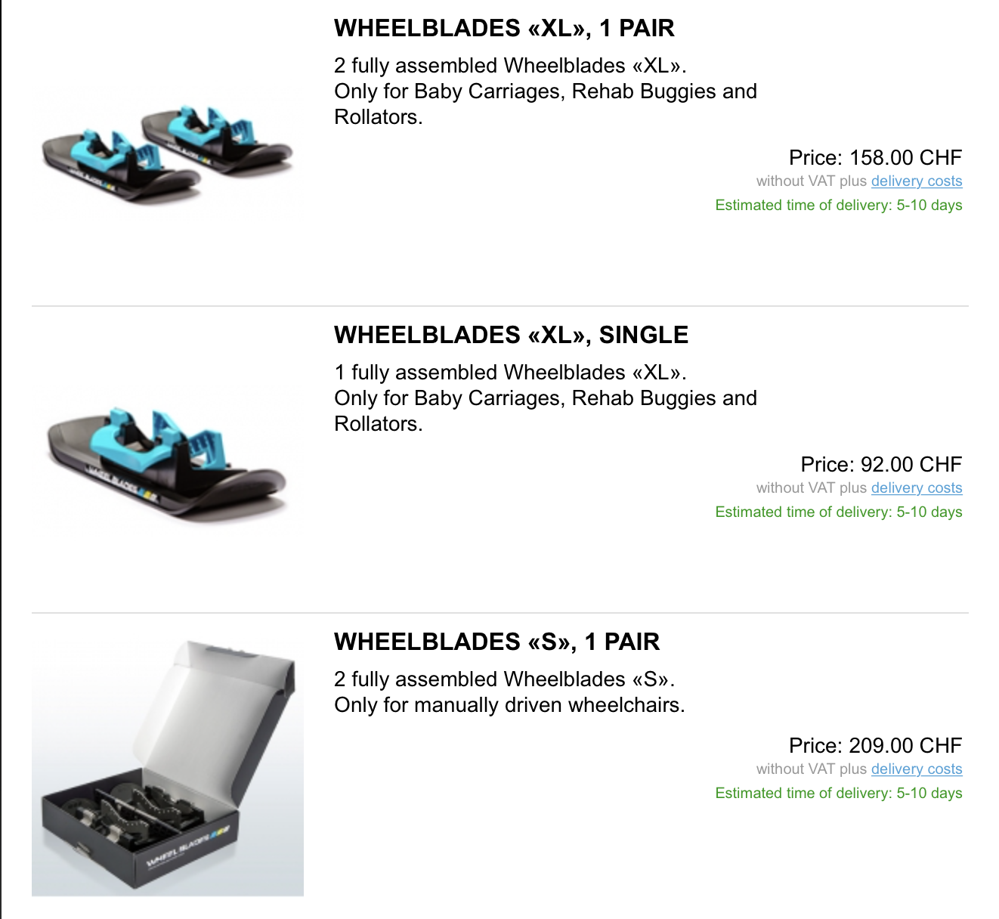 WHEELBLADES «XL», 1 PAIR
2 fully assembled Wheelblades «XL».
Only for Baby Carriages, Rehab Buggies and
Rollators.
Price: 158.00 CHF
without VAT plus delivery costs
Estimated time of delivery: 5-10 days
WHEELBLADES «XL», SINGLE
1 fully assembled Wheelblades «XL».
Only for Baby Carriages, Rehab Buggies and
Rollators.
WHEEL BLADES
Price: 92.00 CHF
without VAT plus delivery costs
Estimated time of delivery: 5-10 days
WHEELBLADES «S», 1 PAIR
2 fully assembled Wheelblades «S».
Only for manually driven wheelchairs.
Price: 209.00 CHF
without VAT plus delivery costs
Estimated time of delivery: 5-10 days
WHEEL BLADES